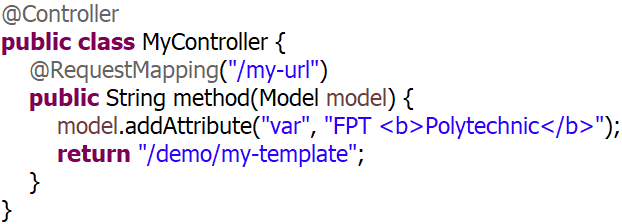 @Controller
public class MyController {
@RequestMapping("/my-url")
public String method(Model model) {
model.addAttribute("var", "FPT <b>Polytechnic</b>");
return "/demo/my-template";
}
}